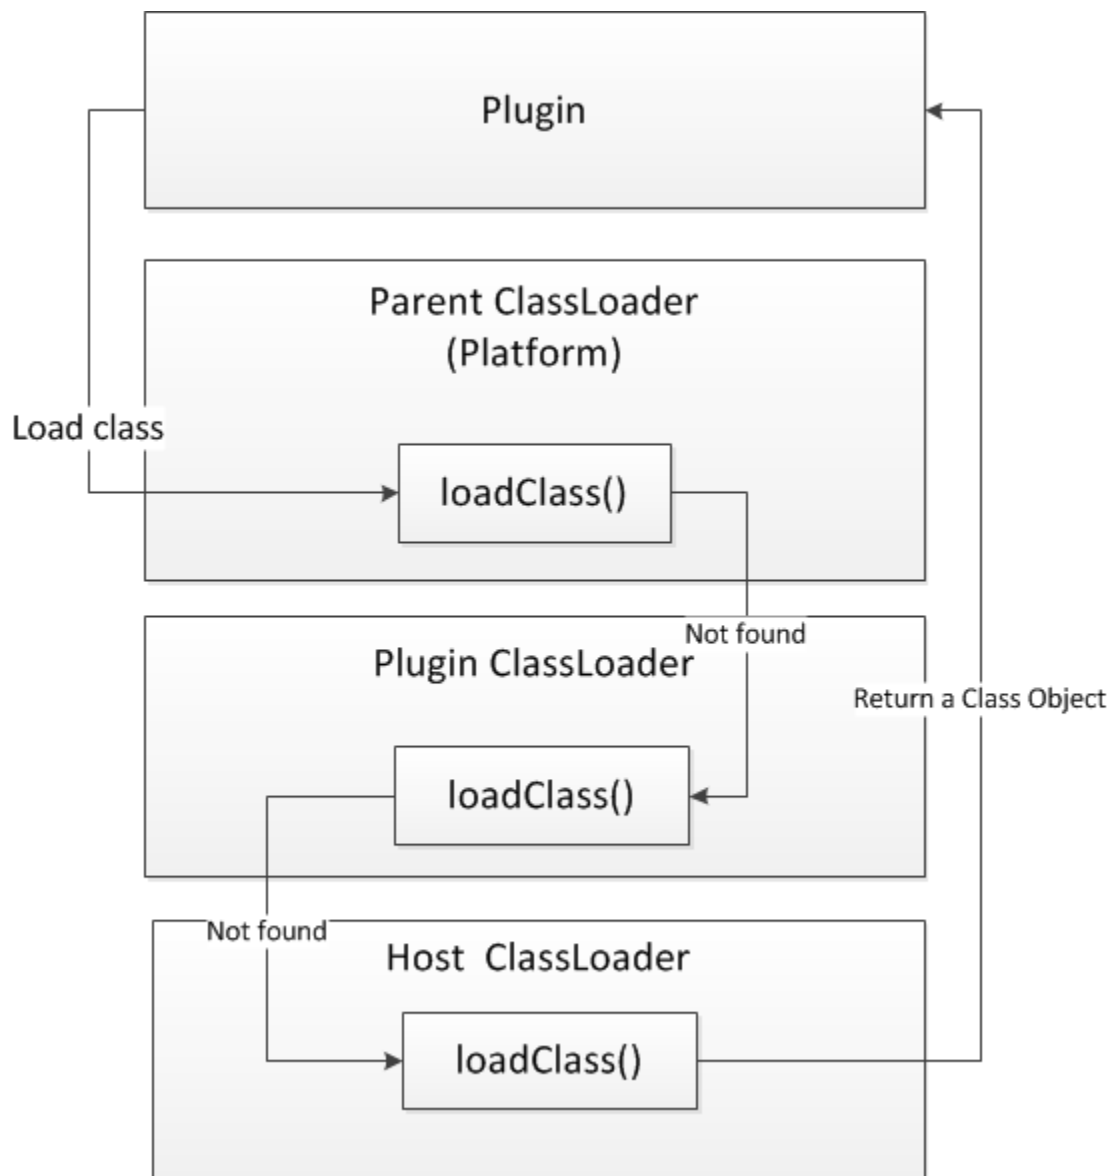 Plugin
Parent ClassLoader
(Platform)
Load class
loadClass()
Not found
Plugin ClassLoader
Return a Class Object
loadClass()
Not found
Host  ClassLoader
loadClass()